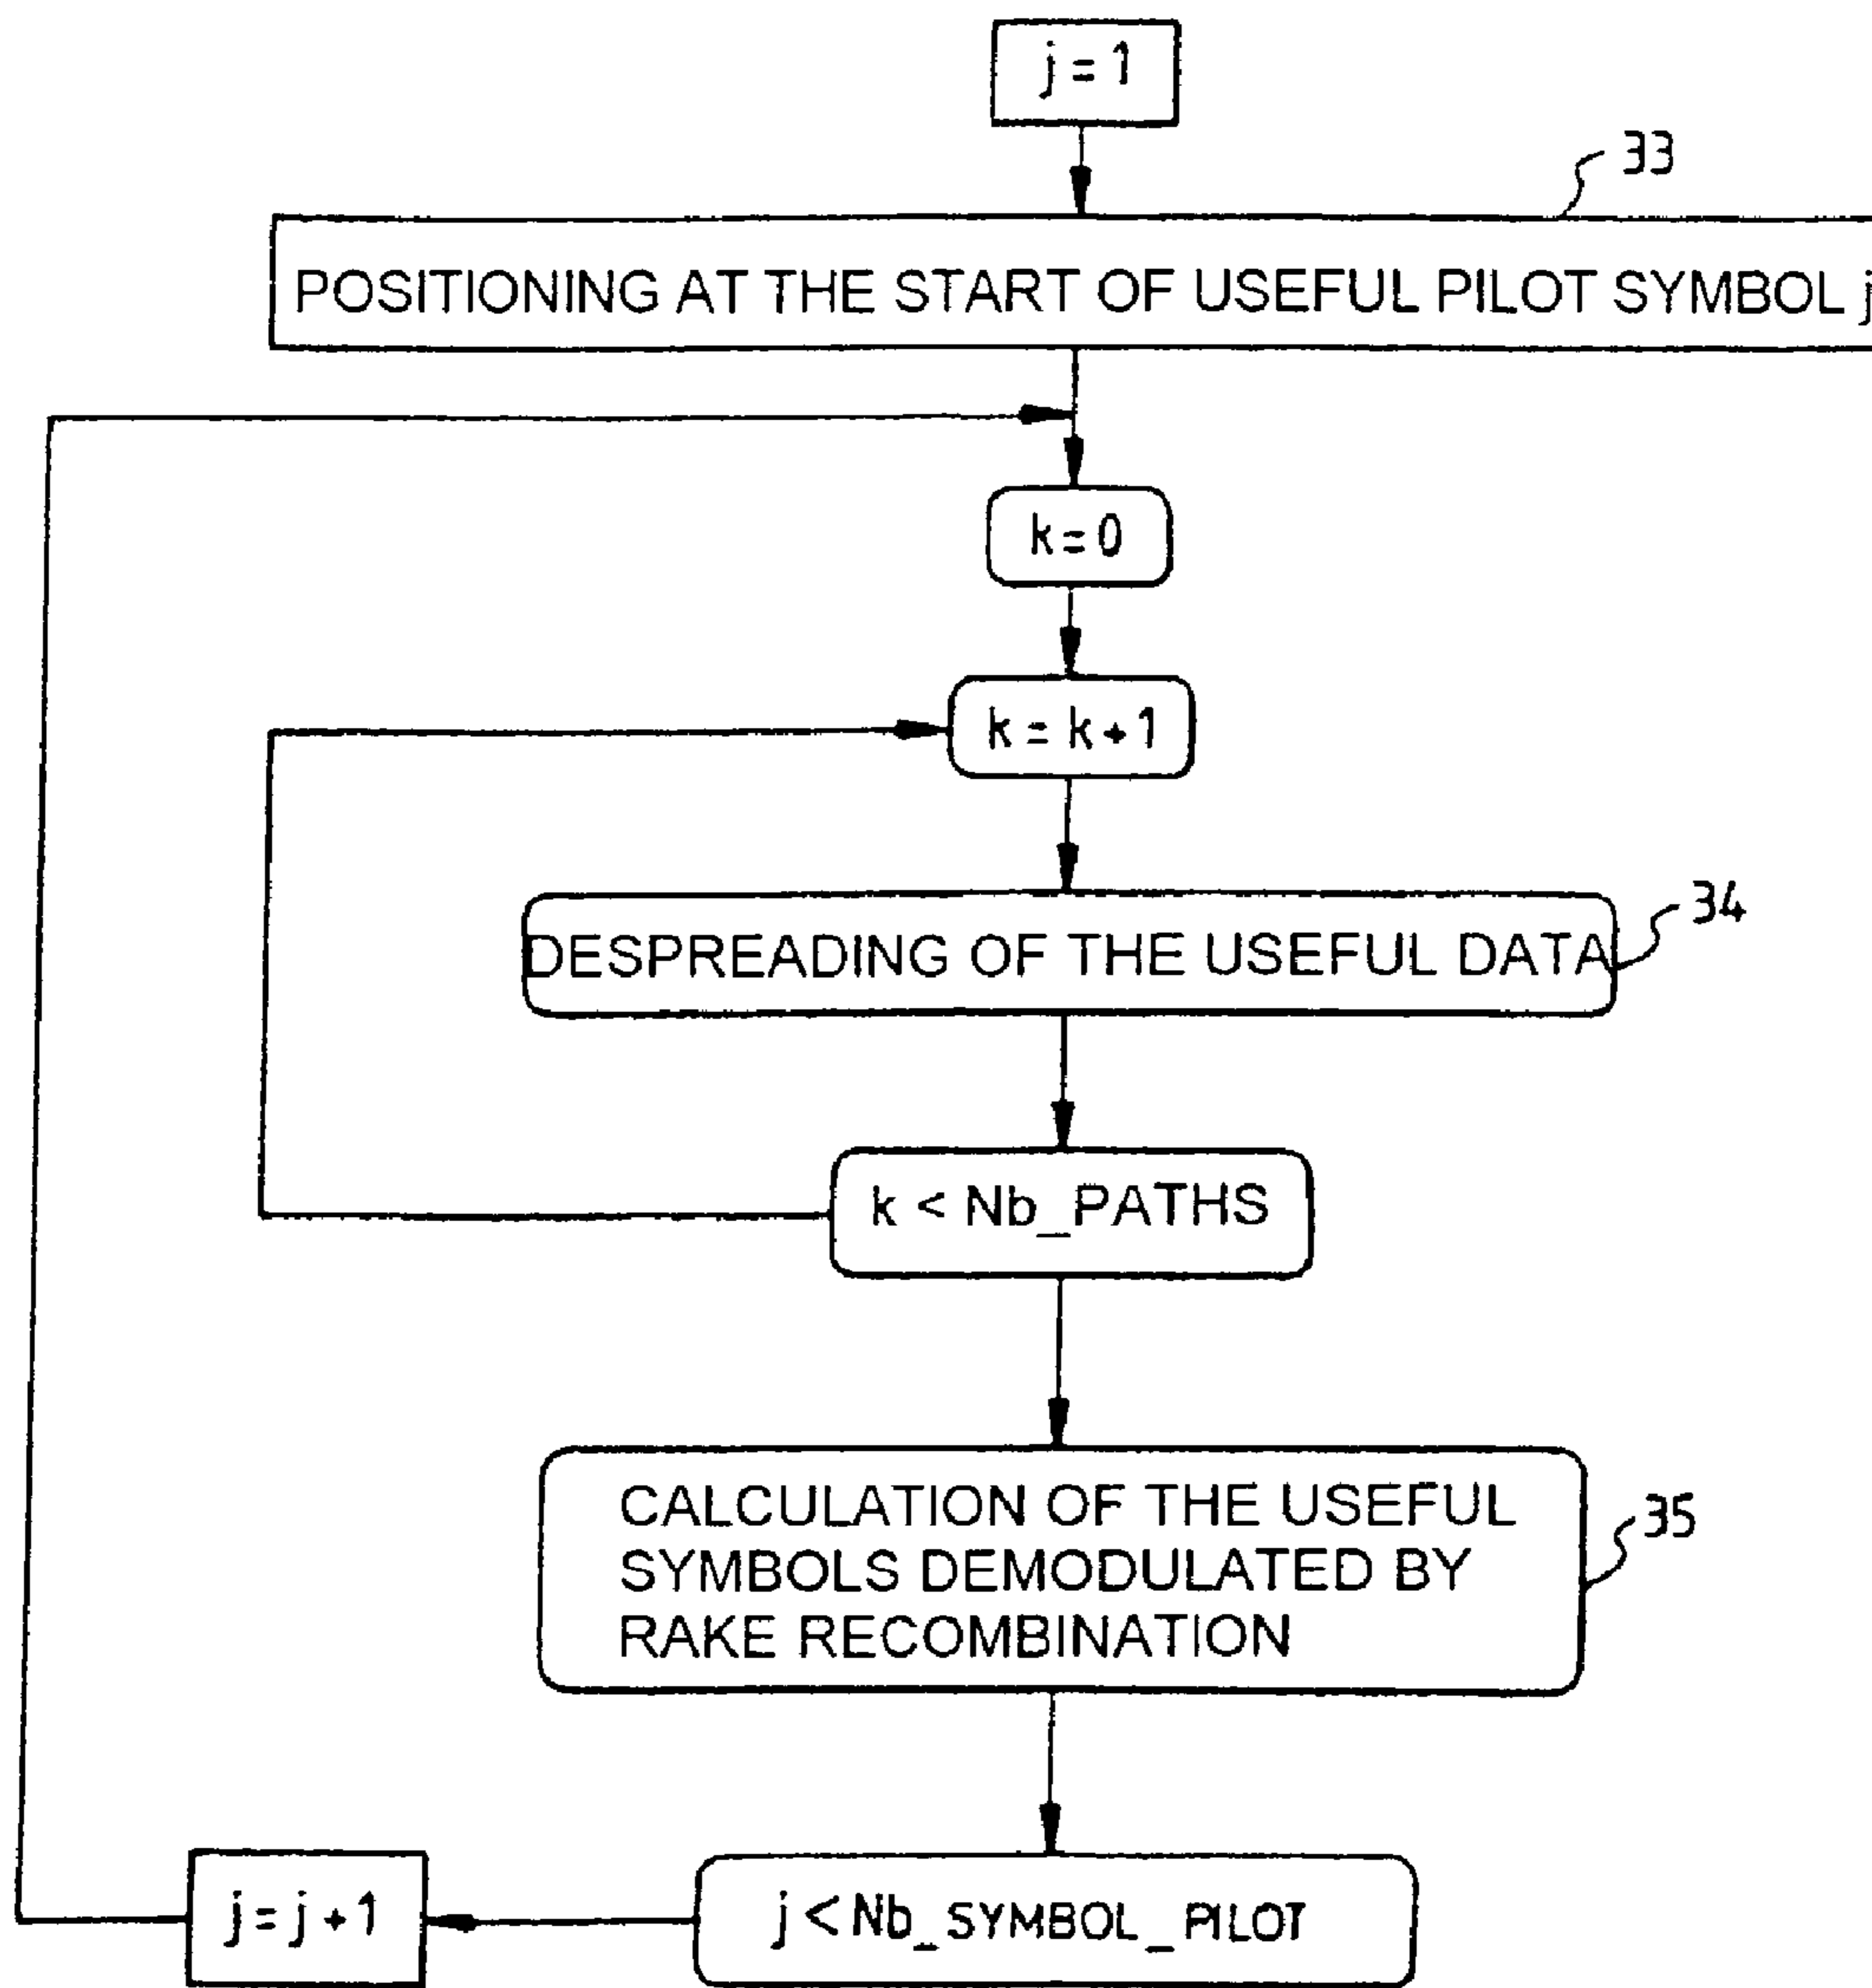 j = 1
33
POSITIONING AT THE START OF USEFUL PILOT SYMBOL j
k = 0
k = k + 1
34
DESPREADING OF THE USEFUL DATA
k < Nb_PATHS
35
CALCULATION OF THE USEFUL
SYMBOLS DEMODULATED BY
RAKE RECOMBINATION
j = j + 1
j < Nb_SYMBOL_PILOT